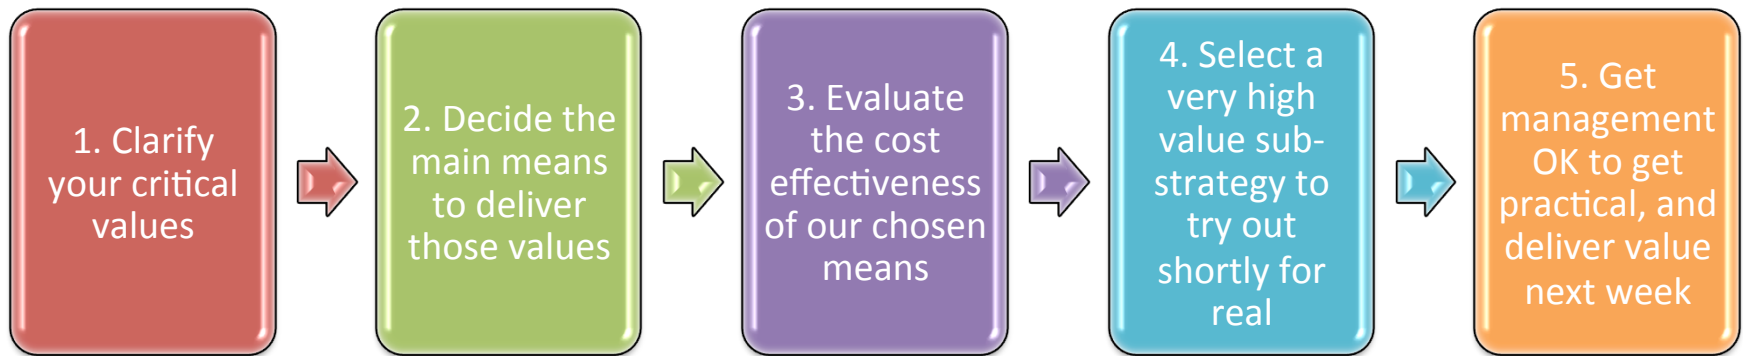 1. Clarify
your critical
values
2. Decide the
main means
to deliver
those values
3. Evaluate
the cost
effectiveness
of our chosen
means
4. Select a
very high
value sub-
strategy to
try out
shortly for
real
5. Get
management
OK to get
practical, and
deliver value
next week